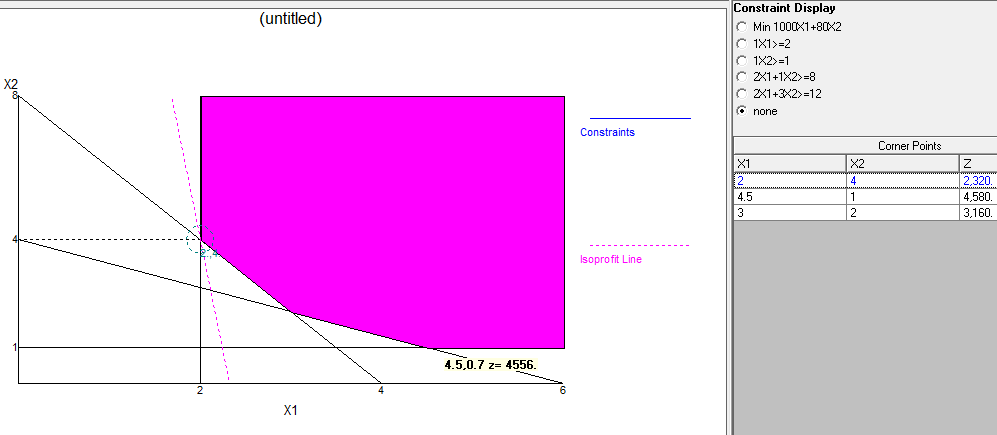 (untitled)
X2
8
4
1
2
4
6
X1
2, 4
4.5,0.7 z= 4556.
Constraints
Isoprofit Line
Constraint Display
Min 1000X1+80X2
1X1>=2
1X2>=1
2X1+1X2>=8
2X1+3X2>=12
none
Corner Points
X1 X2 Z
2 4 2,320.
4.5 1 4,580.
3 2 3,160.